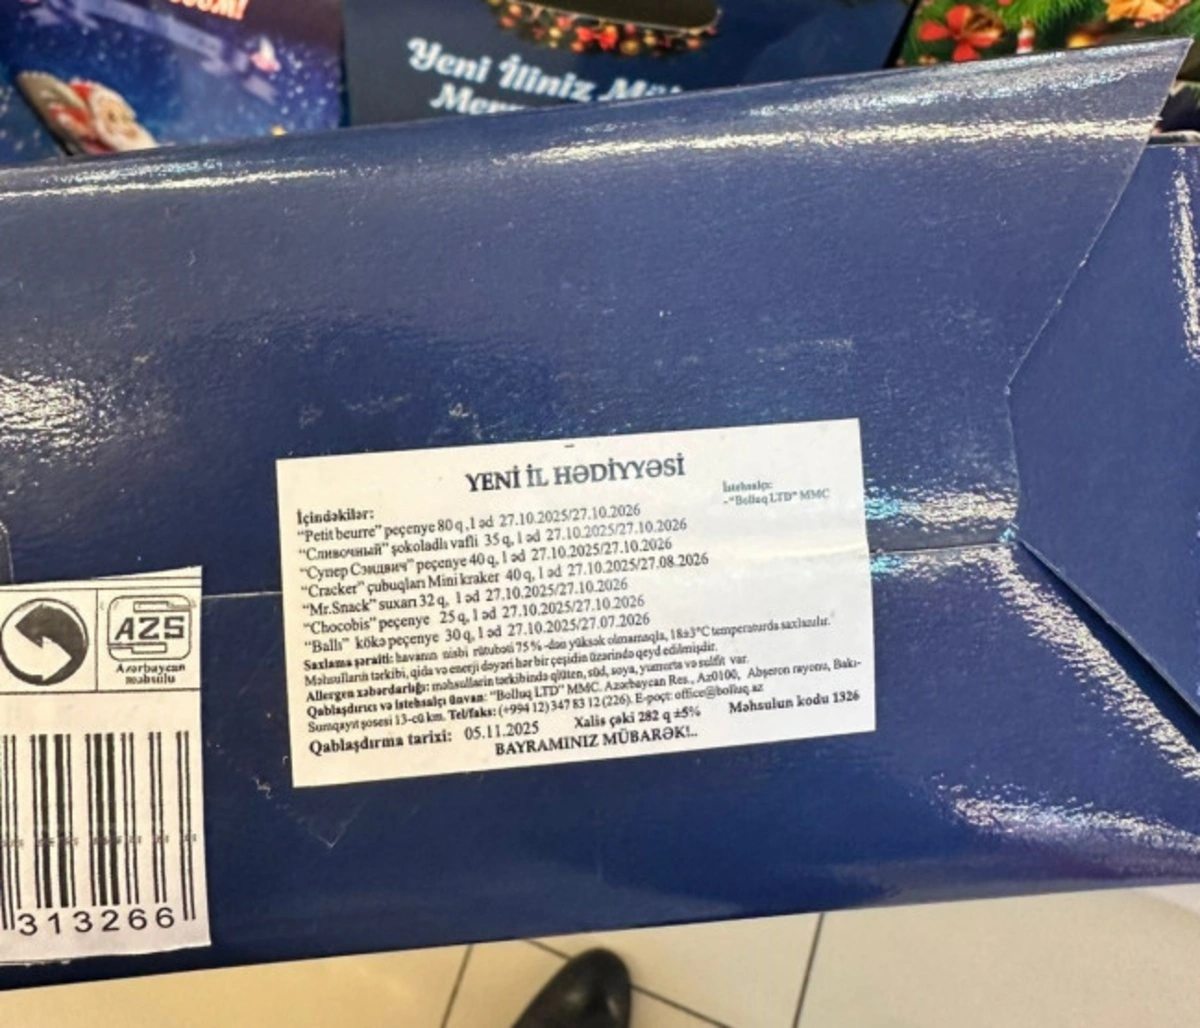 Yeni İliniz
YENİ İL HƏDİYYƏSİ
İstehsalçı:
-"Bolluq LTD" MMC
İçindəkilər:
"Petit beurre" peçenye 80 q, 1 əd 27.10.2025/27.10.2026
"Сливочный" şokoladlı vafli 35 q, 1 əd 27.10.2025/27.10.2026
"Супер Сэндвич" peçenye 40 q, 1 əd 27.10.2025/27.10.2026
"Cracker" çubuqları Mini kraker 40 q, 1 əd 27.10.2025/27.08.2026
"Mr.Snack" suxarı 32 q, 1 əd 27.10.2025/27.10.2026
"Chocobis" peçenye 25 q, 1 əd 27.10.2025/27.10.2026
"Ballı" kökə peçenye 30 q, 1 əd 27.10.2025/27.07.2026
Saxlama şəraiti: havanın nisbi rütubəti 75 %-dən yüksək olmamaqla, 18±3°C temperaturda saxlanılır.
Məhsulların tərkibi, qida və enerji dəyəri hər bir çeşidin üzərində qeyd edilmişdir.
Allergen xəbərdarlığı: məhsulların tərkibində qlüten, süd, soya, yumurta və sulfit var.
Qablaşdırıcı və İstehsalçı ünvan: "Bolluq LTD" MMC. Azərbaycan Res., Az0100, Abşeron rayonu, Bakı-
Sumqayıt şosesi 13-cü km. Tel/faks: (+994 12) 347 83 12 (226). E-poçt: office@bolluq.az
Qablaşdırma tarixi: 05.11.2025 Xalis çəki 282 q ±5% Məhsulun kodu 1326
BAYRAMINIZ MÜBARƏK!..
AZS
Azərbaycan
məhsulu
313266